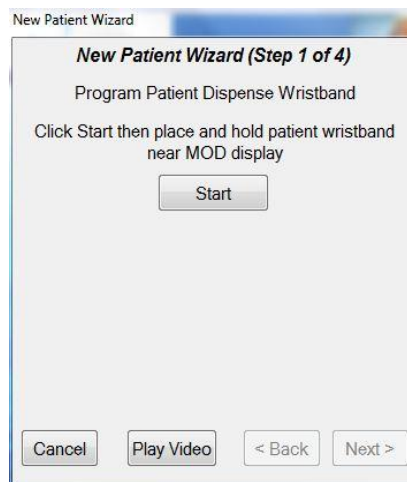 New Patient Wizard
New Patient Wizard (Step 1 of 4)
Program Patient Dispense Wristband
Click Start then place and hold patient wristband
near MOD display
Start
Cancel
Play Video
< Back
Next >